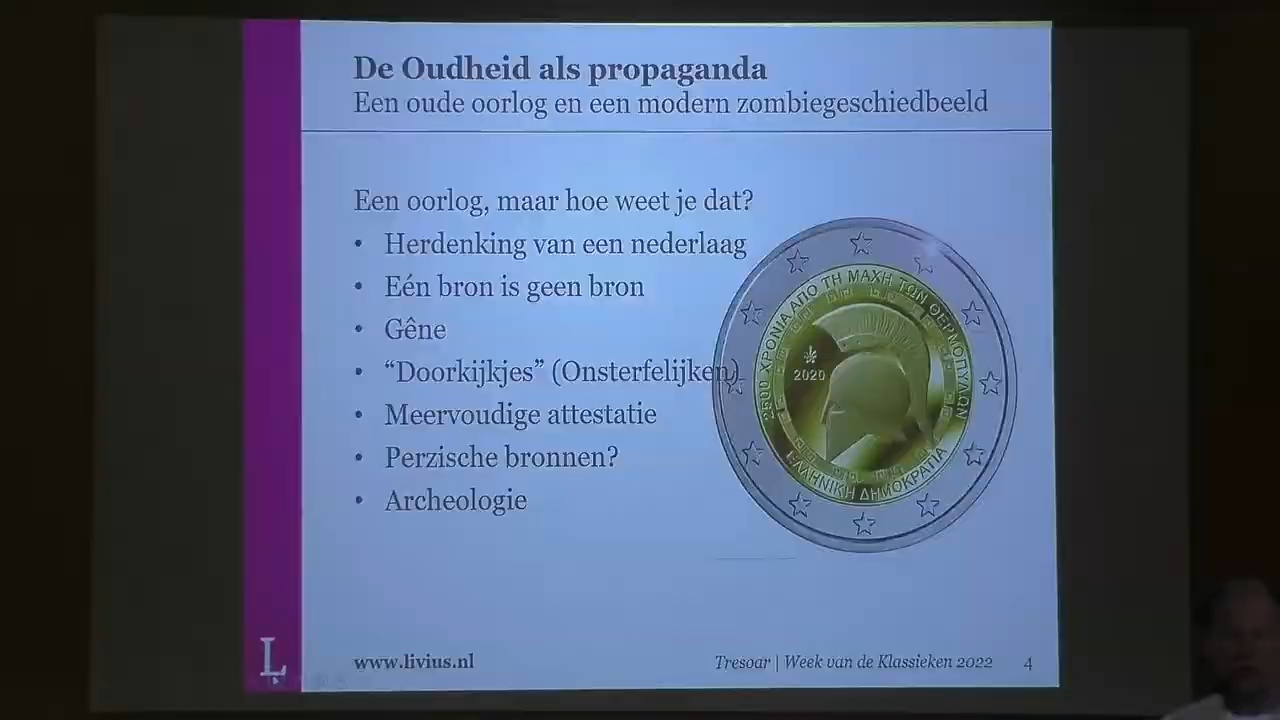 De Oudheid als propaganda
Een oude oorlog en een modern zombiegeschiedbeeld
Een oorlog, maar hoe weet je dat?
• Herdenking van een nederlaag
• Eén bron is geen bron
• Gêne
• “Doorkijkjes” (Onsterfelijken)
• Meervoudige attestatie
• Perzische bronnen?
• Archeologie
2500 ΧΡΟΝΙΑ ΑΠΟ ΤΗ ΜΑΧΗ ΤΩΝ ΘΕΡΜΟΠΥΛΩΝ
2020
ΕΛΛΗΝΙΚΗ ΔΗΜΟΚΡΑΤΙΑ
L
www.livius.nl
Tresoar | Week van de Klassieken 2022 4